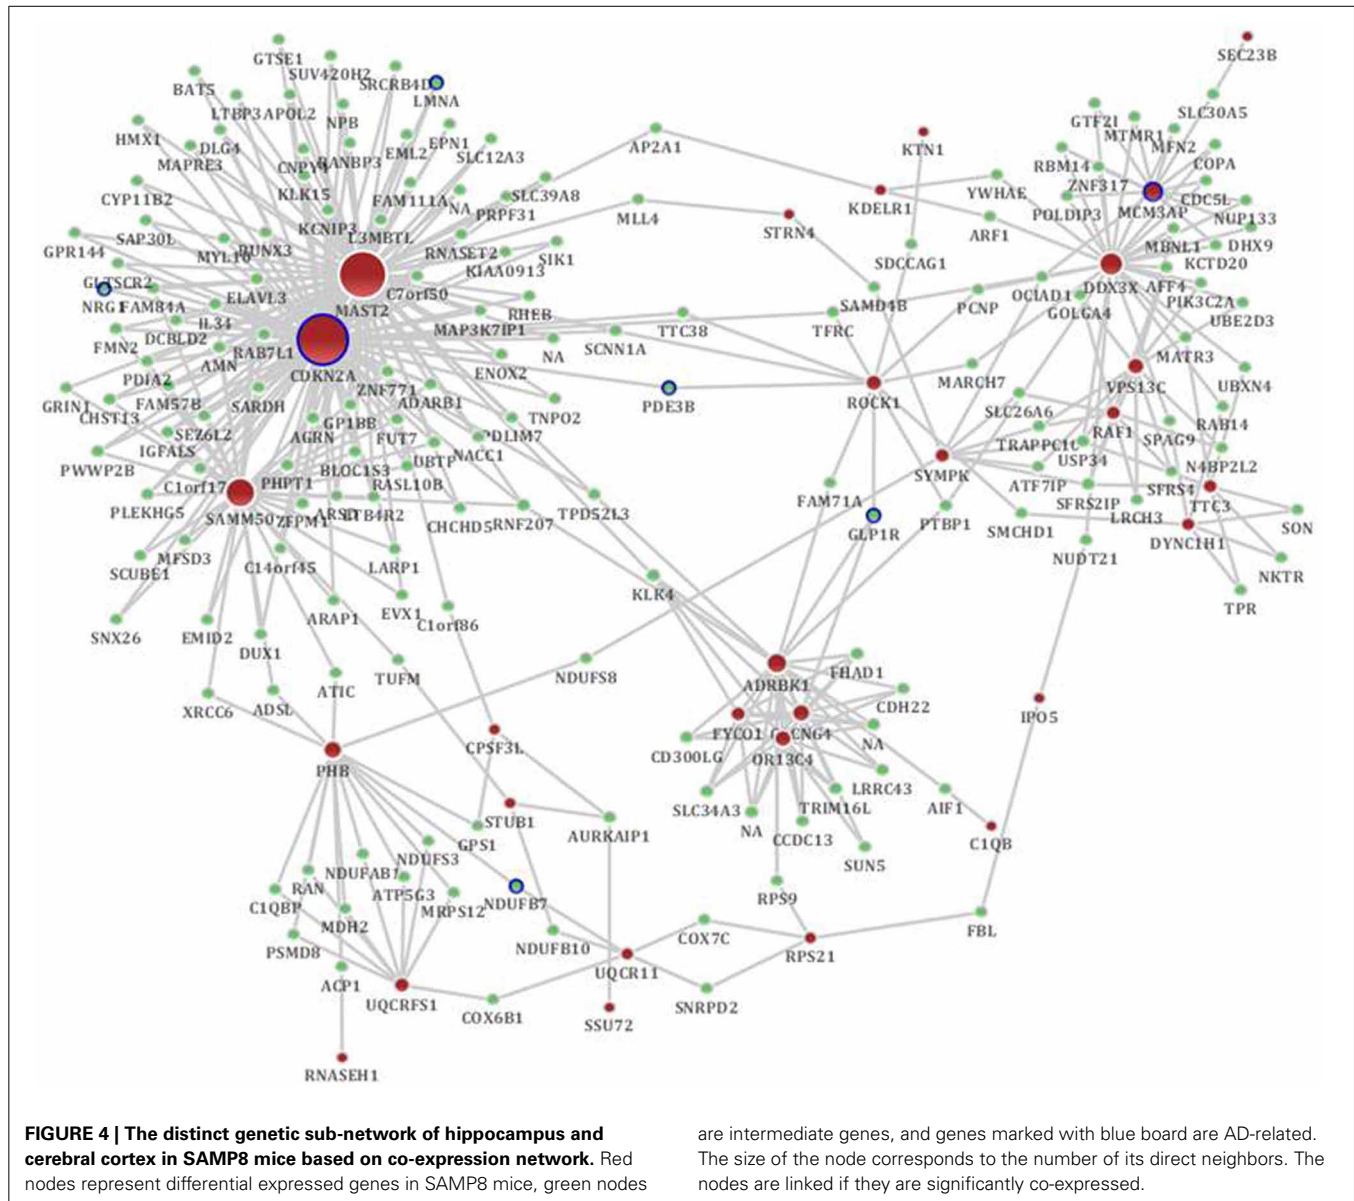 GTSE1
SUV420H2
SRCRB4D
LMNA
BAT5
LTBP3
APOL2
NPB
HMX1
DLG4
MAPRE3
CNPY4
RANBP3
EML2
EPN1
SLC12A3
KLK15
CYP11B2
FAM111A
NA
SLC39A8
PRPF31
KCNIP3
L3MBTL
SAP30L
GPR144
MYL10
RUNX3
RNASET2
KIAA0913
SIK1
GLTSCR2
NRG1
FAM84A
ELAVL3
C7orf50
MAST2
RHEB
IL34
MAP3K7IP1
DCBLD2
FMN2
RAB7L1
AMN
CDKN2A
NA
SCNN1A
ENOX2
PDIA2
ZNF771
GRIN1
CHST13
FAM57B
SARDH
ADARB1
TNPO2
GP1BB
SEZ6L2
AGRN
FUT7
PDLIM7
IGFALS
UBTF
NACC1
PWWP2B
BLOC1S3
C1orf17
PHPT1
RASL10B
PLEKHG5
SAMM50
ZFPM1
ARSD
LTB4R2
CHCHD5
RNF207
TPD52L3
MFSD3
SCUBE1
C14orf45
LARP1
SNX26
EMID2
ARAP1
EVX1
C1orf86
DUX1
XRCC6
ADSL
ATIC
TUFM
NDUFS8
PHB
CPSF3L
AP2A1
KTN1
KDELR1
MLL4
STRN4
YWHAE
ARF1
SDCCAG1
SAMD4B
TTC38
TFRC
PCNP
PDE3B
ROCK1
MARCH7
SEC23B
SLC30A5
GTF2I
MTMR1
MFN2
RBM14
COPA
ZNF317
CDC5L
POLDIP3
MCM3AP
NUP133
MBNL1
DHX9
KCTD20
DDX3X
AFF4
OCIAD1
GOLGA4
PIK3C2A
UBE2D3
MATR3
VPS13C
UBXN4
SLC26A6
RAF1
RAB14
TRAPPC10
SPAG9
USP34
N4BP2L2
SYMPK
ATF7IP
SFRS4
SFRS2IP
TTC3
LRCH3
SMCHD1
DYNC1H1
SON
NUDT21
NKTR
TPR
FAM71A
GLP1R
PTBP1
KLK4
ADRBK1
FHAD1
CDH22
FYCO1
CACNG4
NA
OR13C4
CD300LG
LRRC43
SLC34A3
TRIM16L
AIF1
NA
CCDC13
C1QB
SUN5
IPO5
RPS9
FBL
STUB1
GPS1
AURKAIP1
NDUFS3
NDUFAB1
RAN
ATP5G3
C1QBP
MRPS12
NDUFB7
MDH2
PSMD8
NDUFB10
COX7C
RPS21
ACP1
UQCRFS1
UQCR11
COX6B1
SNRPD2
SSU72
RNASEH1
FIGURE 4 | The distinct genetic sub-network of hippocampus and
cerebral cortex in SAMP8 mice based on co-expression network. Red
nodes represent differential expressed genes in SAMP8 mice, green nodes
are intermediate genes, and genes marked with blue board are AD-related.
The size of the node corresponds to the number of its direct neighbors. The
nodes are linked if they are significantly co-expressed.